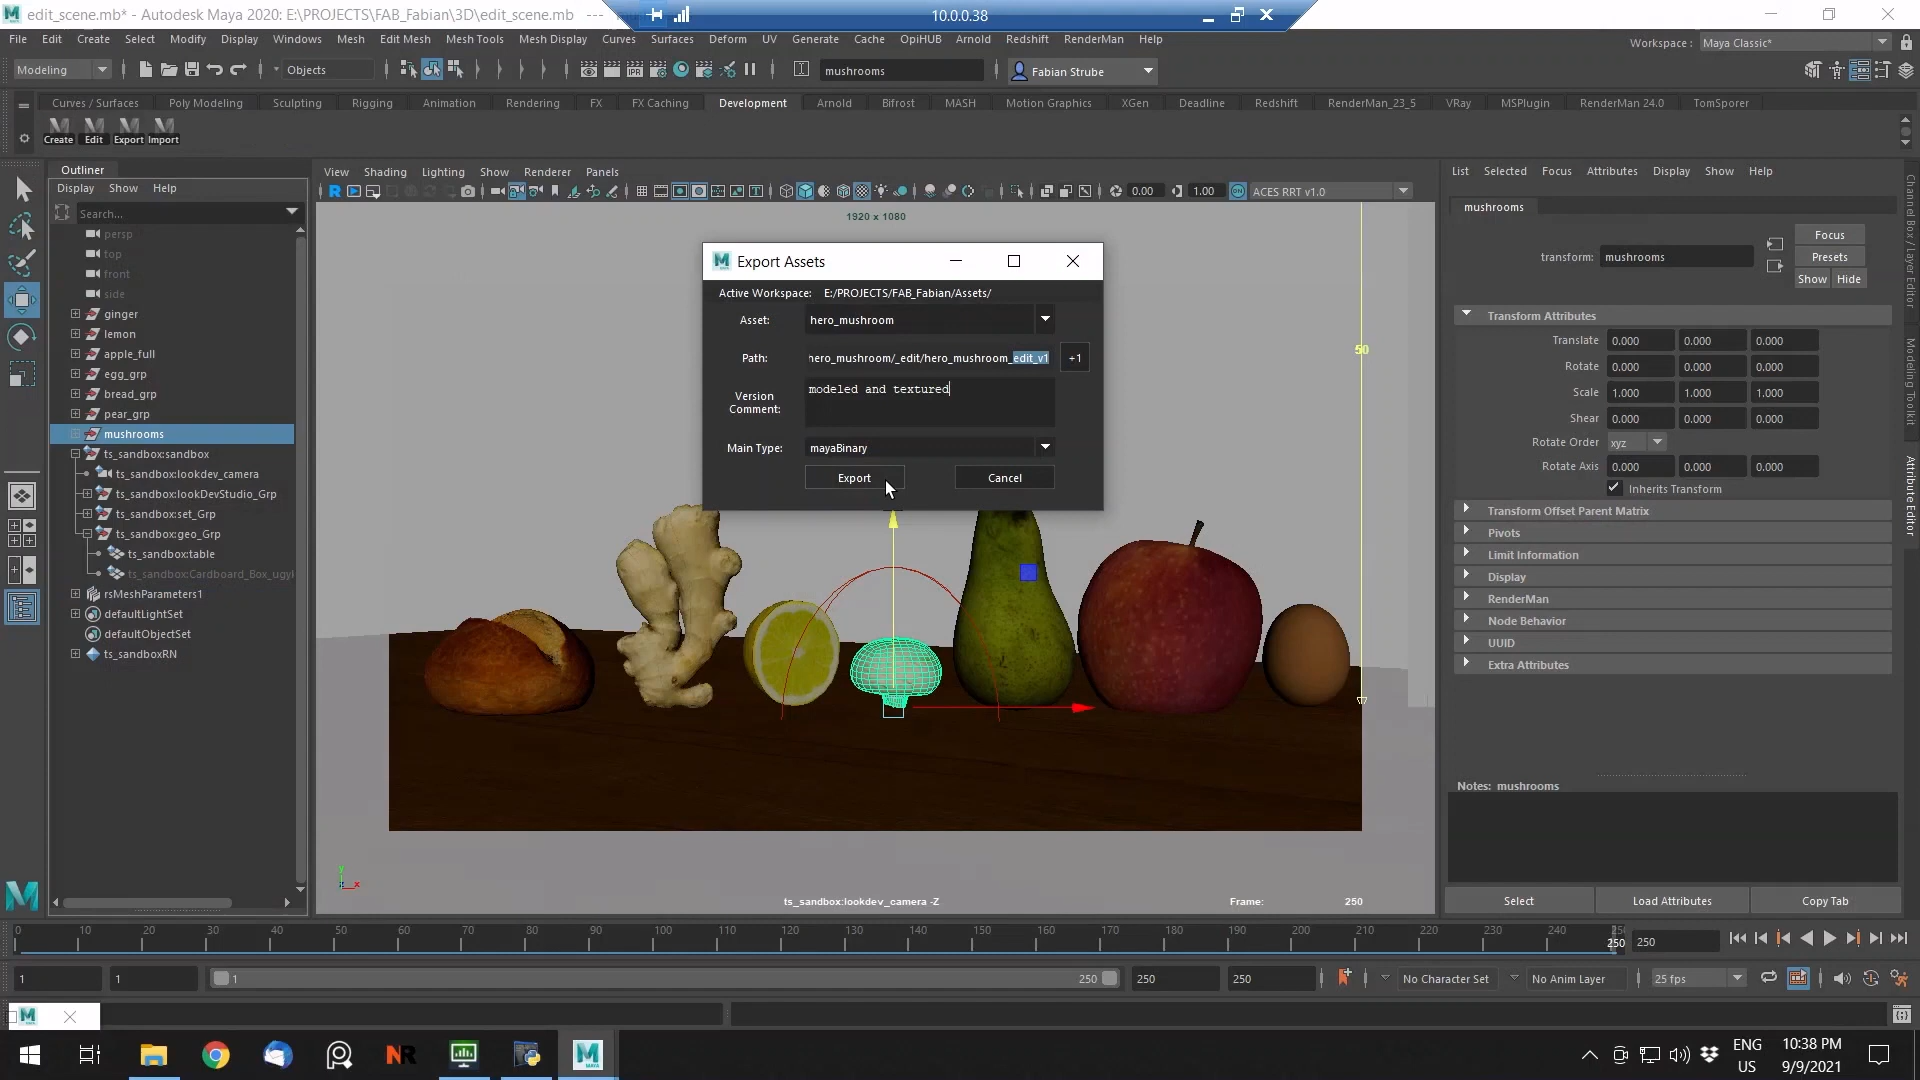 edit_scene.mb* - Autodesk Maya 2020: E:\PROJECTS\FAB_Fabian\3D\edit_scene.mb ---
10.0.0.38
File Edit Create Select Modify Display Windows Mesh Edit Mesh Mesh Tools Mesh Display Curves Surfaces Deform UV Generate Cache OpiHUB Arnold Redshift RenderMan Help
Workspace : Maya Classic*
Modeling
Objects
IPR
mushrooms
Fabian Strube
Curves / Surfaces Poly Modeling Sculpting Rigging Animation Rendering FX FX Caching Development Arnold Bifrost MASH Motion Graphics XGen Deadline Redshift RenderMan_23_5 VRay MSPlugin RenderMan 24.0 TomSporer
Create Edit Export Import
Outliner
Display Show Help
Search...
persp
top
front
side
ginger
lemon
apple_full
egg_grp
bread_grp
pear_grp
mushrooms
ts_sandbox:sandbox
ts_sandbox:lookdev_camera
ts_sandbox:lookDevStudio_Grp
ts_sandbox:set_Grp
ts_sandbox:geo_Grp
ts_sandbox:table
ts_sandbox:Cardboard_Box_ugyl
rsMeshParameters1
defaultLightSet
defaultObjectSet
ts_sandboxRN
View Shading Lighting Show Renderer Panels
0.00 1.00 ON ACES RRT v1.0
1920 x 1080
50
Export Assets
Active Workspace: E:/PROJECTS/FAB_Fabian/Assets/
Asset: hero_mushroom
Path: hero_mushroom/_edit/hero_mushroom_edit_v1 +1
Version Comment: modeled and textured
Main Type: mayaBinary
Export Cancel
y
x
ts_sandbox:lookdev_camera -Z
Frame: 250
List Selected Focus Attributes Display Show Help
mushrooms
transform: mushrooms
Focus
Presets
Show Hide
Transform Attributes
Translate 0.000 0.000 0.000
Rotate 0.000 0.000 0.000
Scale 1.000 1.000 1.000
Shear 0.000 0.000 0.000
Rotate Order xyz
Rotate Axis 0.000 0.000 0.000
Inherits Transform
Transform Offset Parent Matrix
Pivots
Limit Information
Display
RenderMan
Node Behavior
UUID
Extra Attributes
Notes: mushrooms
Select Load Attributes Copy Tab
Channel Box / Layer Editor
Modeling Toolkit
Attribute Editor
0 10 20 30 40 50 60 70 80 90 100 110 120 130 140 150 160 170 180 190 200 210 220 230 240 250
250
1 1 1 250 250 250 No Character Set No Anim Layer 25 fps
NR
ENG
US
10:38 PM
9/9/2021